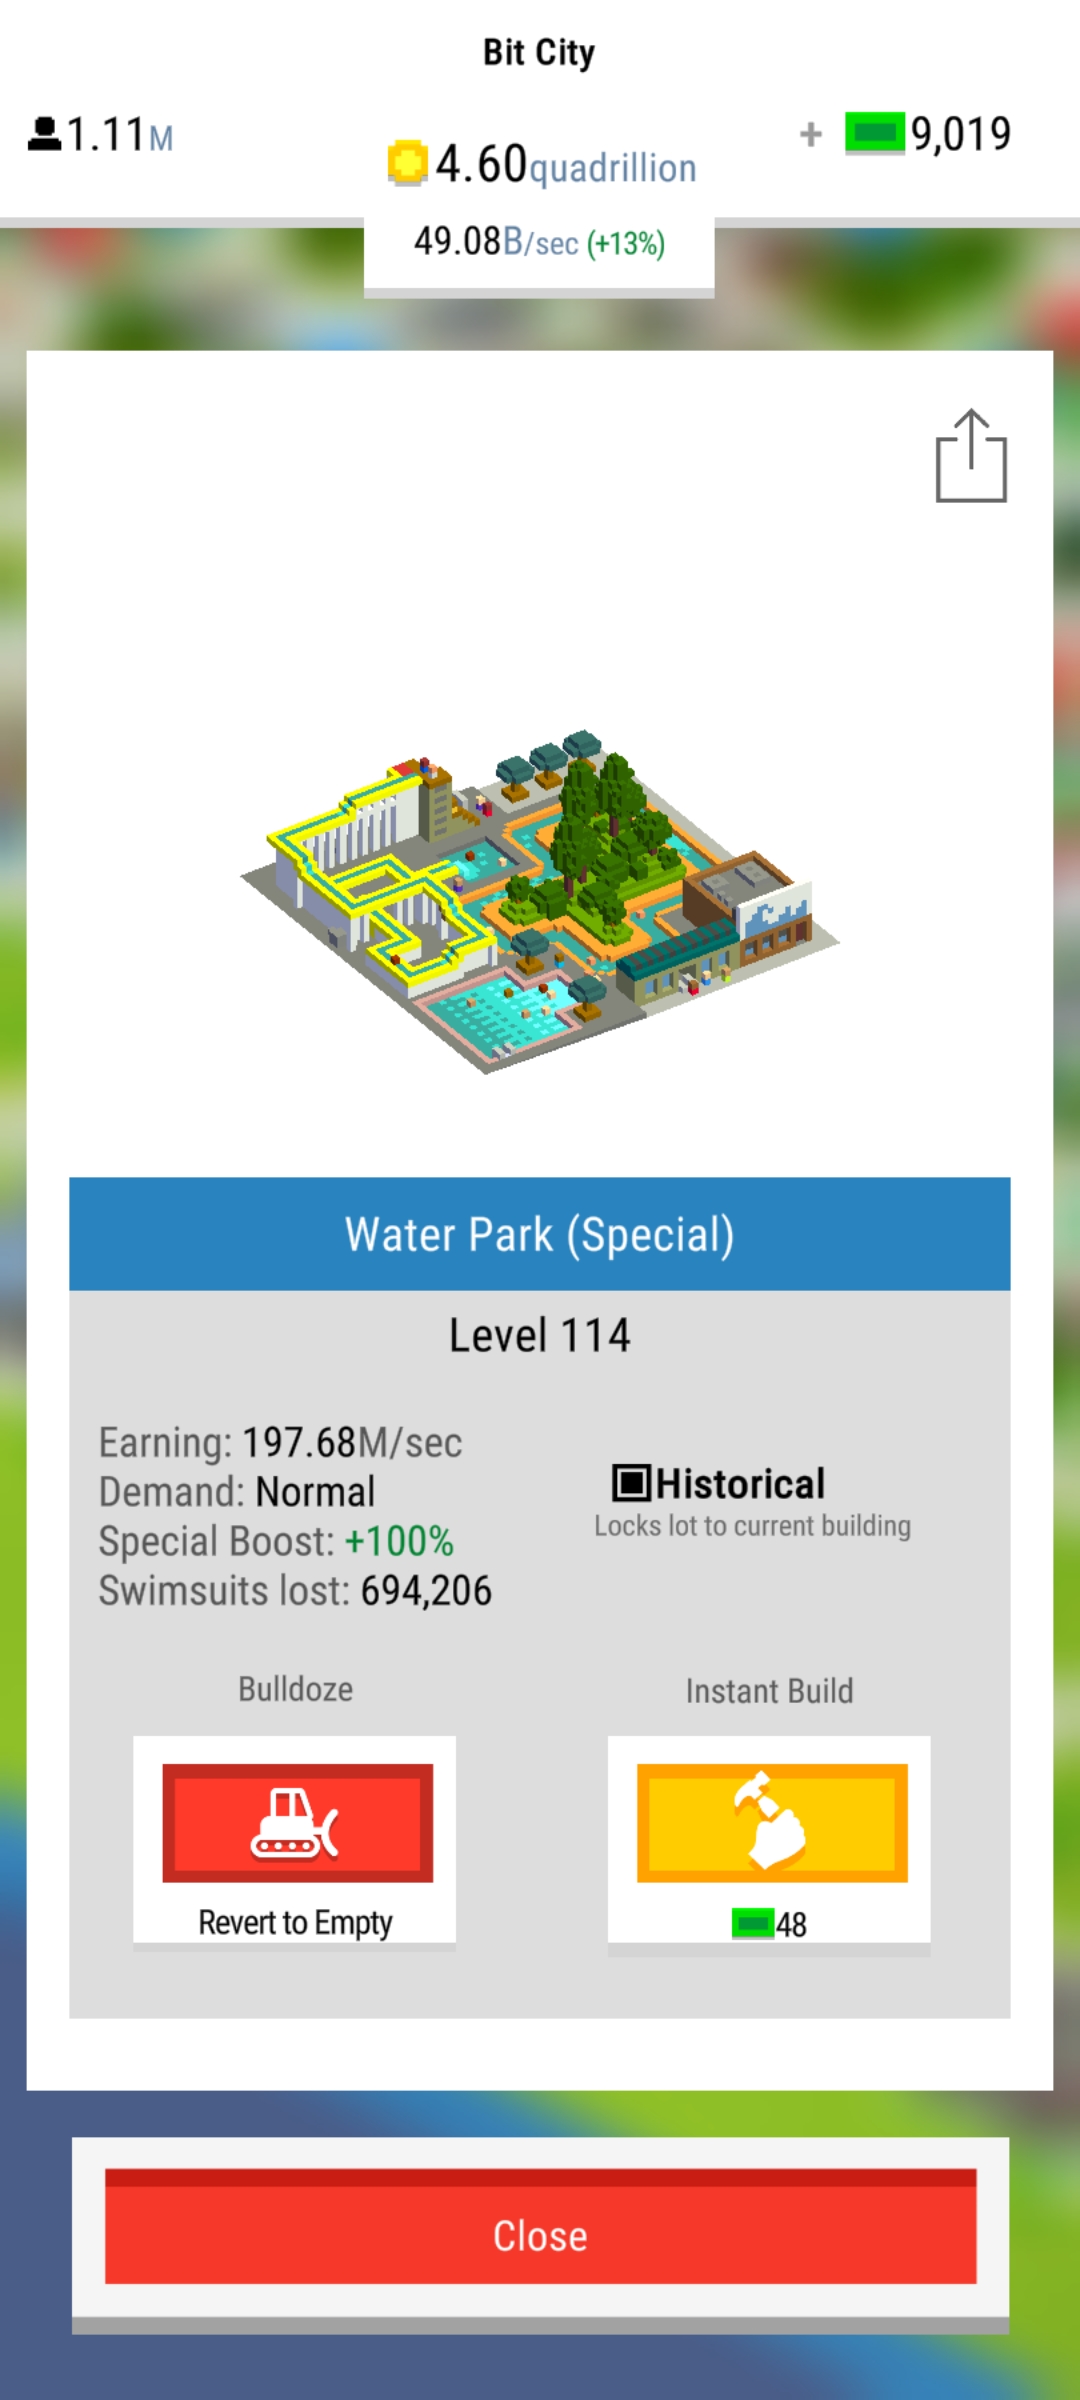 Bit City
1.11M
4.60quadrillion
+ 9,019
49.08B/sec (+13%)
Water Park (Special)
Level 114
Earning: 197.68M/sec
Demand: Normal
Special Boost: +100%
Swimsuits lost: 694,206
Historical
Locks lot to current building
Bulldoze
Instant Build
Revert to Empty
48
Close